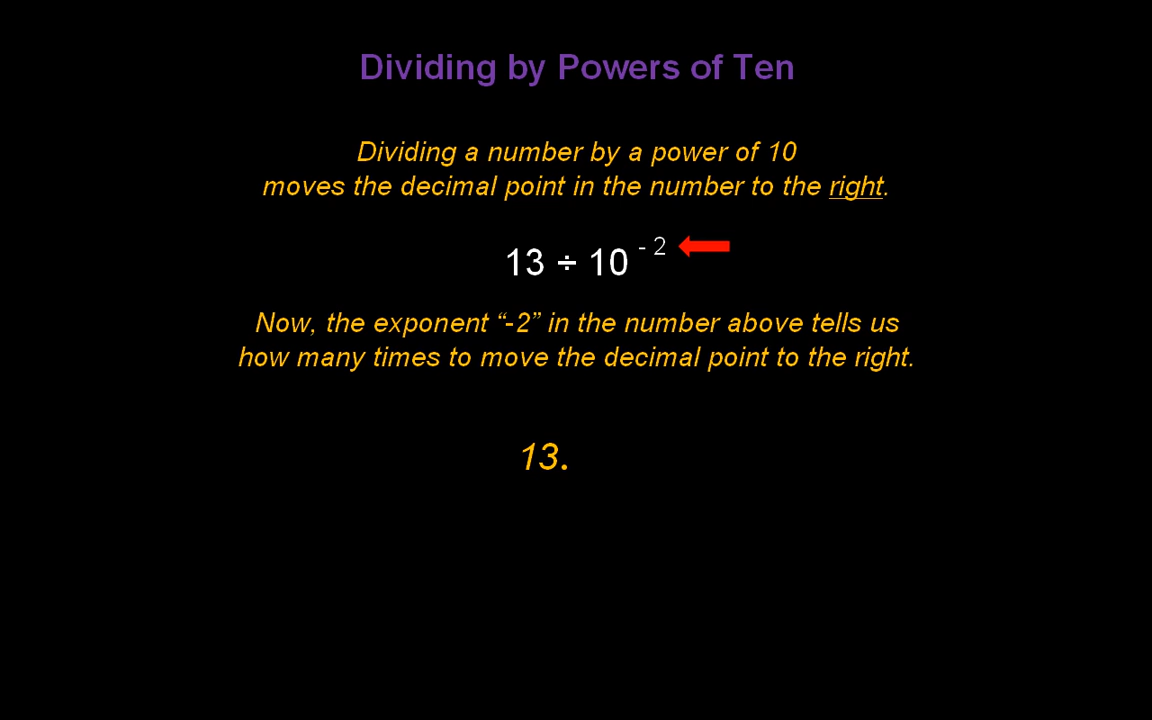 Dividing by Powers of Ten
Dividing a number by a power of 10
moves the decimal point in the number to the right.
13 ÷ 10 - 2
Now, the exponent “-2” in the number above tells us
how many times to move the decimal point to the right.
13.